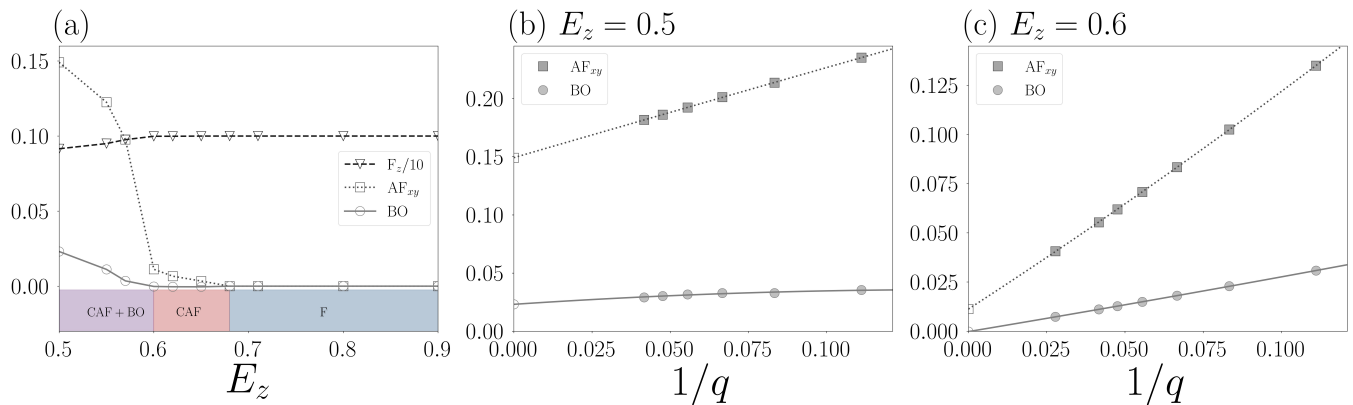 (a)
0.15
0.10
0.05
0.00
F_z/10
AF_xy
BO
CAF + BO
CAF
F
0.5 0.6 0.7 0.8 0.9
E_z
(b) E_z = 0.5
AF_xy
BO
0.20
0.15
0.10
0.05
0.00
0.000 0.025 0.050 0.075 0.100
1/q
(c) E_z = 0.6
AF_xy
BO
0.125
0.100
0.075
0.050
0.025
0.000
0.000 0.025 0.050 0.075 0.100
1/q